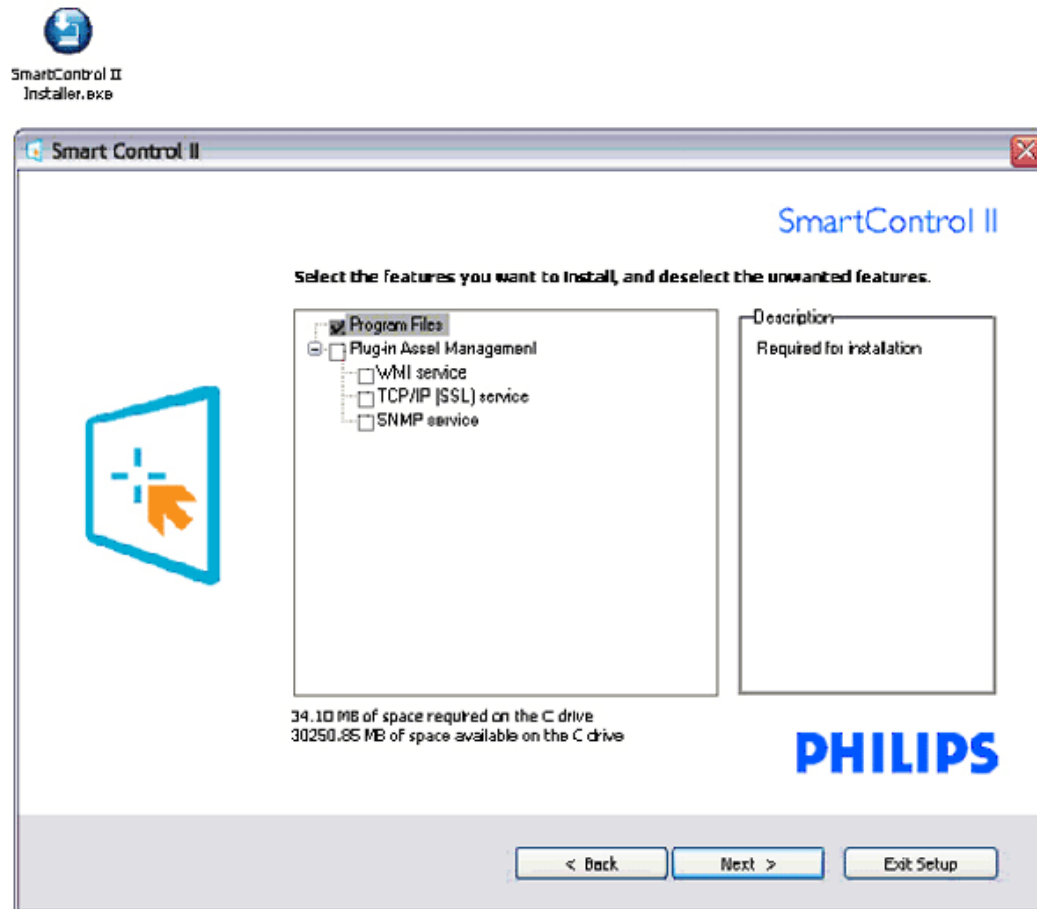 SmartControl II
Installer.exe
Smart Control II
SmartControl II
Select the features you want to install, and deselect the unwanted features.
Program Files
Plug-in Asset Management
WMI service
TCP/IP (SSL) service
SNMP service
Description
Required for installation
34.10 MB of space required on the C drive
30250.85 MB of space available on the C drive
PHILIPS
< Back
Next >
Exit Setup